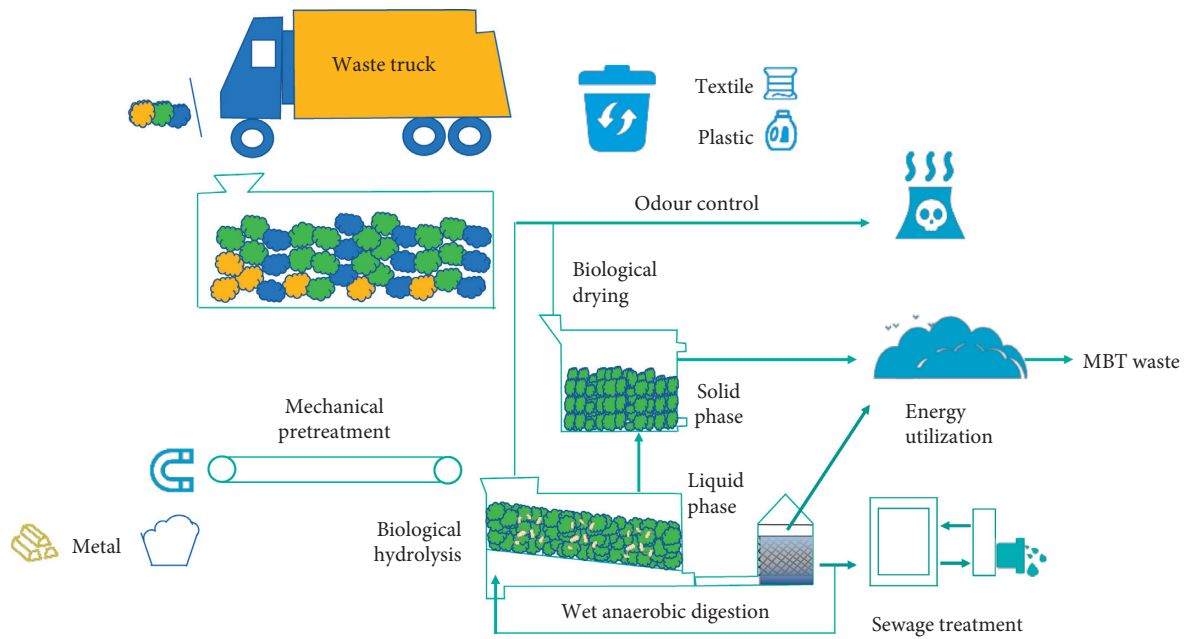 Waste truck
Textile
Plastic
Odour control
Biological
drying
MBT waste
Solid
phase
Energy
utilization
Mechanical
pretreatment
Liquid
phase
Metal
Biological
hydrolysis
Wet anaerobic digestion
Sewage treatment